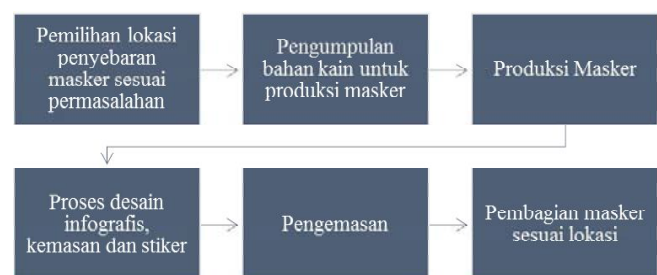 Pemilihan lokasi
penyebaran
masker sesuai
permasalahan
Pengumpulan
bahan kain untuk
produksi masker
Produksi Masker
Proses desain
infografis,
kemasan dan stiker
Pengemasan
Pembagian masker
sesuai lokasi